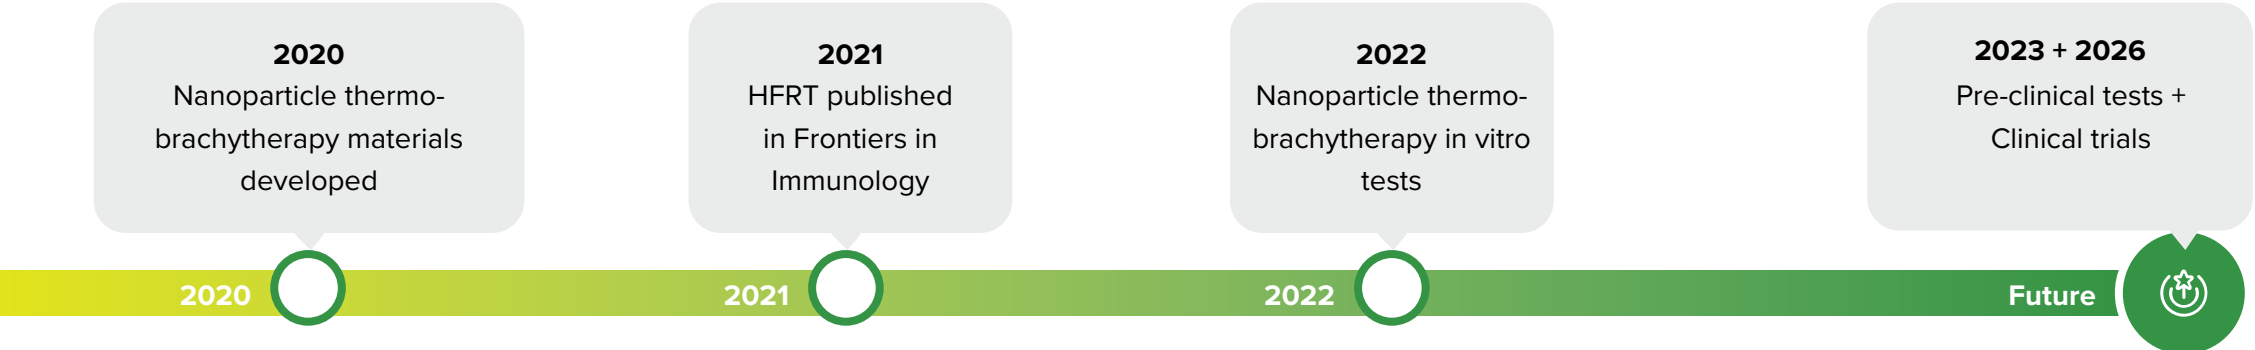 2020
Nanoparticle thermo-
brachytherapy materials
developed
2021
HFRT published
in Frontiers in
Immunology
2022
Nanoparticle thermo-
brachytherapy in vitro
tests
2023 + 2026
Pre-clinical tests +
Clinical trials
2020
2021
2022
Future